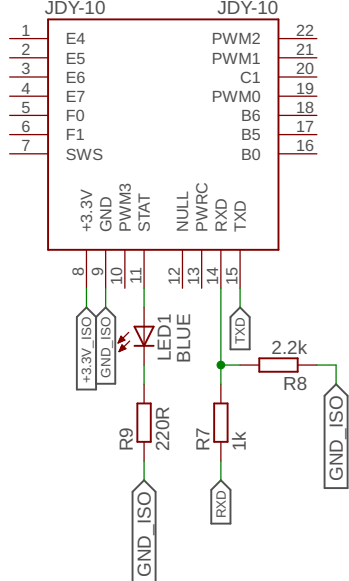 JDY-10 JDY-10
1 E4 PWM2 22
2 E5 PWM1 21
3 E6 C1 20
4 E7 PWM0 19
5 F0 B6 18
6 F1 B5 17
7 SWS B0 16
+3.3V GND PWM3 STAT NULL PWRC RXD TXD
8 9 10 11 12 13 14 15
+3.3V_ISO GND_ISO LED1 BLUE TXD
2.2k
R8
R9 220R R7 1k GND_ISO
GND_ISO RXD